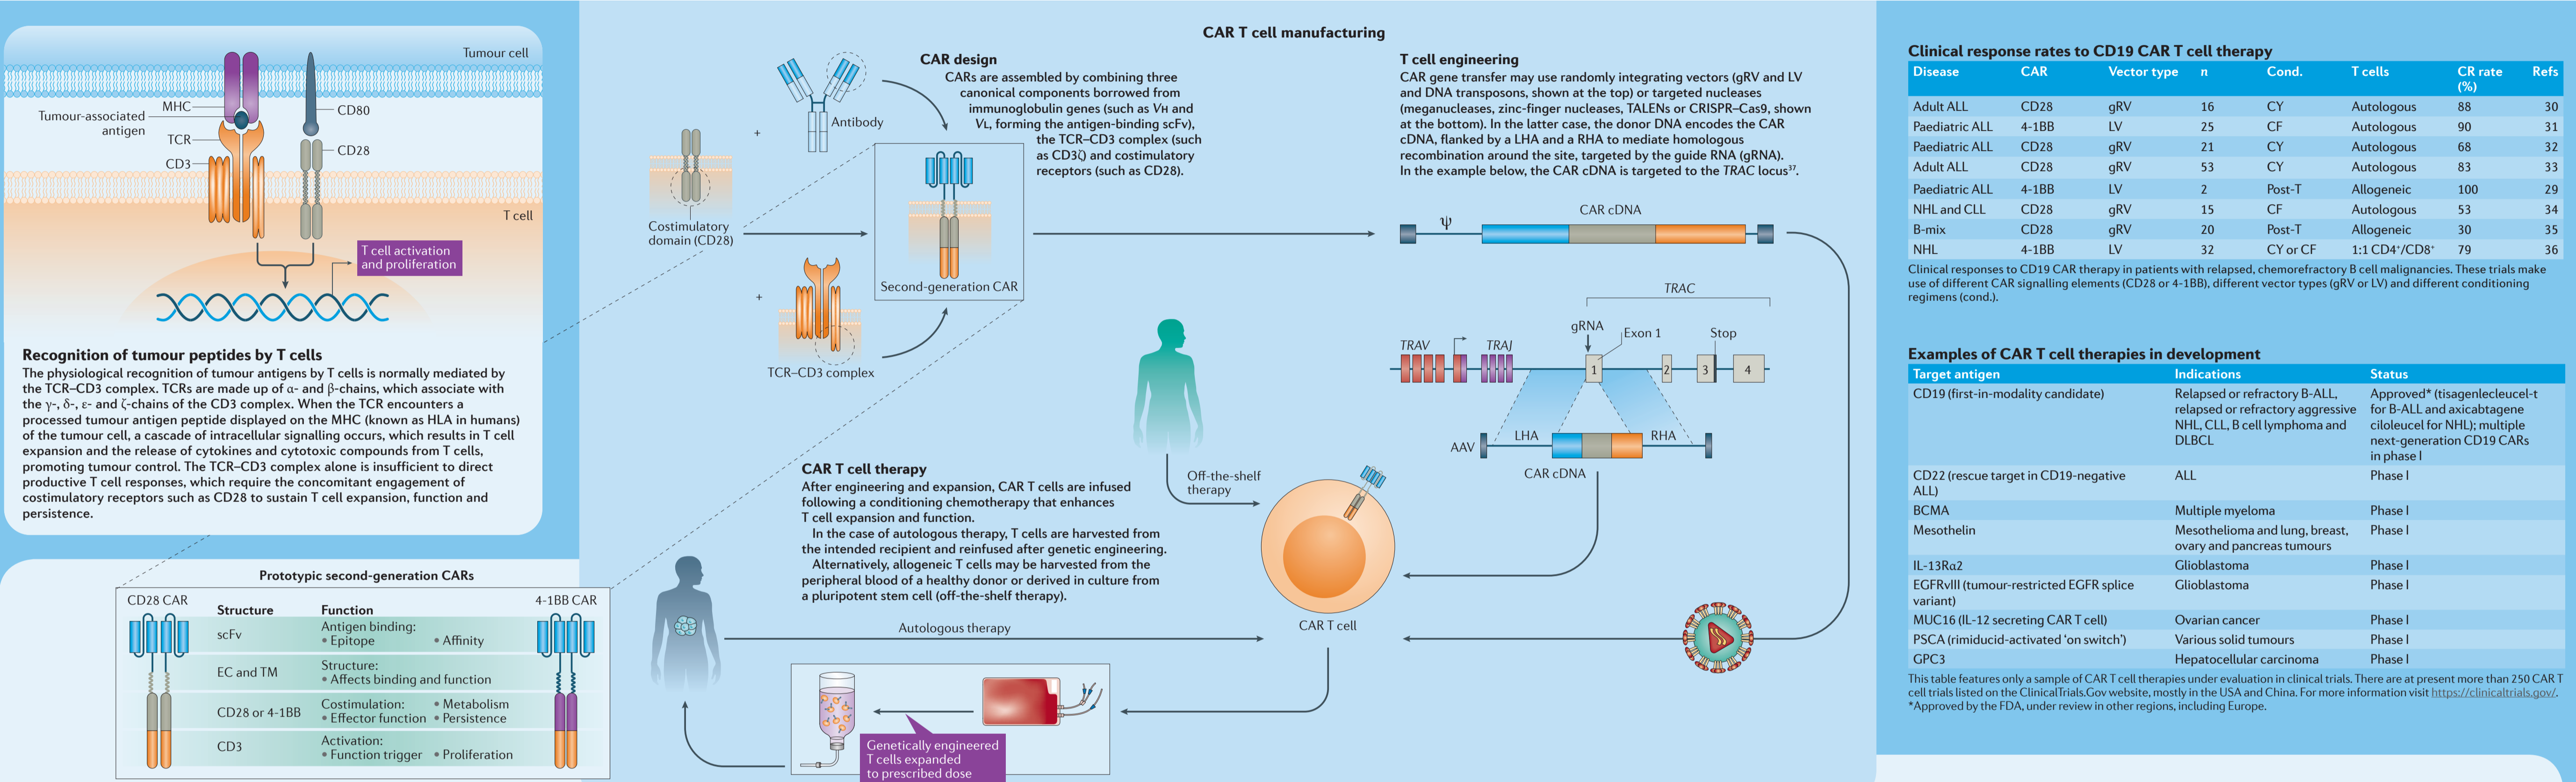 Tumour cell
MHC
CD80
Tumour-associated
antigen
TCR
CD28
CD3
T cell
T cell activation
and proliferation
Recognition of tumour peptides by T cells
The physiological recognition of tumour antigens by T cells is normally mediated by
the TCR–CD3 complex. TCRs are made up of α- and β-chains, which associate with
the γ-, δ-, ε- and ζ-chains of the CD3 complex. When the TCR encounters a
processed tumour antigen peptide displayed on the MHC (known as HLA in humans)
of the tumour cell, a cascade of intracellular signalling occurs, which results in T cell
expansion and the release of cytokines and cytotoxic compounds from T cells,
promoting tumour control. The TCR–CD3 complex alone is insufficient to direct
productive T cell responses, which require the concomitant engagement of
costimulatory receptors such as CD28 to sustain T cell expansion, function and
persistence.
Prototypic second-generation CARs
CD28 CAR
4-1BB CAR
Structure Function
scFv Antigen binding:
• Epitope • Affinity
EC and TM Structure:
• Affects binding and function
CD28 or 4-1BB Costimulation: • Metabolism
• Effector function • Persistence
CD3 Activation:
• Function trigger • Proliferation
CAR T cell manufacturing
CAR design
CARs are assembled by combining three
canonical components borrowed from
immunoglobulin genes (such as VH and
VL, forming the antigen-binding scFv),
the TCR–CD3 complex (such
as CD3ζ) and costimulatory
receptors (such as CD28).
+
Antibody
Costimulatory
domain (CD28)
Second-generation CAR
+
TCR–CD3 complex
T cell engineering
CAR gene transfer may use randomly integrating vectors (gRV and LV
and DNA transposons, shown at the top) or targeted nucleases
(meganucleases, zinc-finger nucleases, TALENs or CRISPR–Cas9, shown
at the bottom). In the latter case, the donor DNA encodes the CAR
cDNA, flanked by a LHA and a RHA to mediate homologous
recombination around the site, targeted by the guide RNA (gRNA).
In the example below, the CAR cDNA is targeted to the TRAC locus³⁷.
CAR cDNA
ψ
TRAC
gRNA
Exon 1
Stop
TRAV
TRAJ
1 2 3 4
AAV
LHA
RHA
CAR cDNA
CAR T cell therapy
After engineering and expansion, CAR T cells are infused
following a conditioning chemotherapy that enhances
T cell expansion and function.
In the case of autologous therapy, T cells are harvested from
the intended recipient and reinfused after genetic engineering.
Alternatively, allogeneic T cells may be harvested from the
peripheral blood of a healthy donor or derived in culture from
a pluripotent stem cell (off-the-shelf therapy).
Off-the-shelf
therapy
CAR T cell
Autologous therapy
Genetically engineered
T cells expanded
to prescribed dose
Clinical response rates to CD19 CAR T cell therapy
Disease CAR Vector type n Cond. T cells CR rate (%) Refs
Adult ALL CD28 gRV 16 CY Autologous 88 30
Paediatric ALL 4-1BB LV 25 CF Autologous 90 31
Paediatric ALL CD28 gRV 21 CY Autologous 68 32
Adult ALL CD28 gRV 53 CY Autologous 83 33
Paediatric ALL 4-1BB LV 2 Post-T Allogeneic 100 29
NHL and CLL CD28 gRV 15 CF Autologous 53 34
B-mix CD28 gRV 20 Post-T Allogeneic 30 35
NHL 4-1BB LV 32 CY or CF 1:1 CD4⁺/CD8⁺ 79 36
Clinical responses to CD19 CAR therapy in patients with relapsed, chemorefractory B cell malignancies. These trials make
use of different CAR signalling elements (CD28 or 4-1BB), different vector types (gRV or LV) and different conditioning
regimens (cond.).
Examples of CAR T cell therapies in development
Target antigen Indications Status
CD19 (first-in-modality candidate) Relapsed or refractory B-ALL, Approved* (tisagenlecleucel-t
relapsed or refractory aggressive for B-ALL and axicabtagene
NHL, CLL, B cell lymphoma and ciloleucel for NHL); multiple
DLBCL next-generation CD19 CARs
in phase I
CD22 (rescue target in CD19-negative ALL Phase I
ALL)
BCMA Multiple myeloma Phase I
Mesothelin Mesothelioma and lung, breast, Phase I
ovary and pancreas tumours
IL-13Rα2 Glioblastoma Phase I
EGFRvIII (tumour-restricted EGFR splice Glioblastoma Phase I
variant)
MUC16 (IL-12 secreting CAR T cell) Ovarian cancer Phase I
PSCA (rimiducid-activated ‘on switch’) Various solid tumours Phase I
GPC3 Hepatocellular carcinoma Phase I
This table features only a sample of CAR T cell therapies under evaluation in clinical trials. There are at present more than 250 CAR T
cell trials listed on the ClinicalTrials.Gov website, mostly in the USA and China. For more information visit https://clinicaltrials.gov/.
*Approved by the FDA, under review in other regions, including Europe.